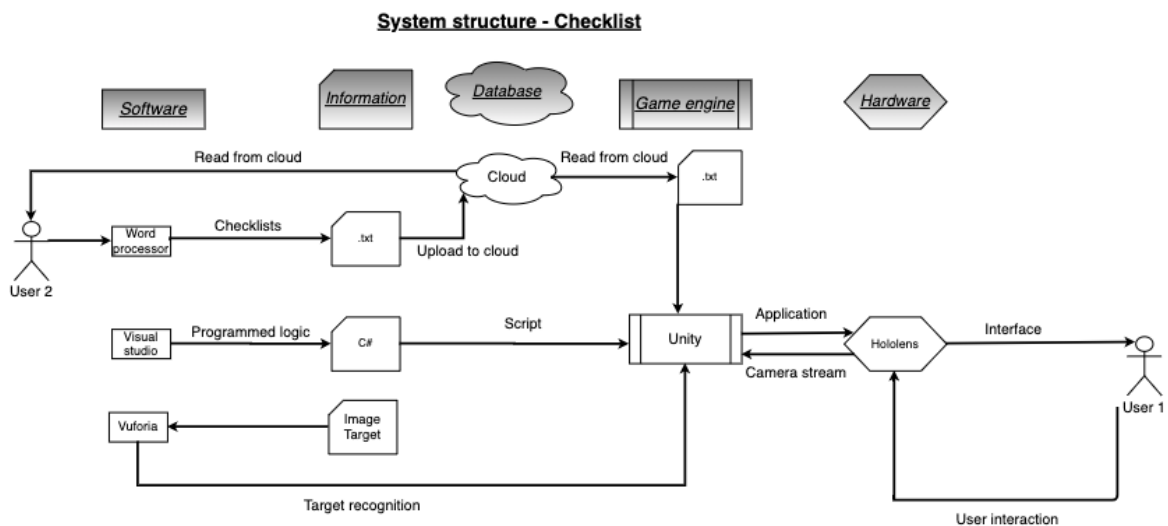 System structure - Checklist
Software
Information
Database
Game engine
Hardware
Read from cloud
Read from cloud
Cloud
.txt
Word
processor
Checklists
.txt
Upload to cloud
User 2
Visual
studio
Programmed logic
C#
Script
Unity
Application
Camera stream
Hololens
Interface
User 1
Vuforia
Image
Target
Target recognition
User interaction